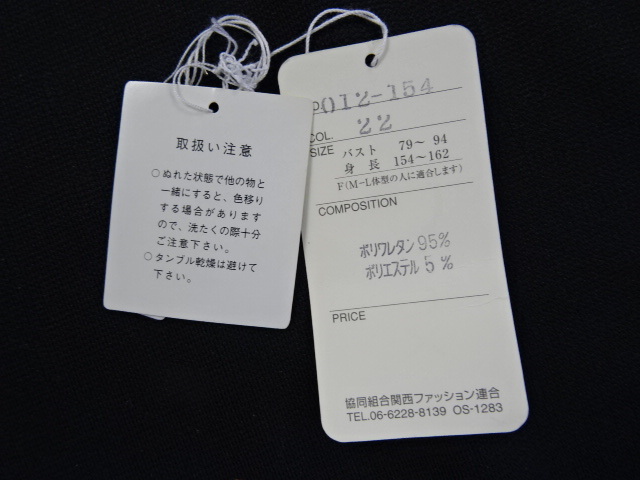 取扱い注意
○ぬれた状態で他の物と
一緒にすると、色移り
する場合があります
ので、洗たくの際十分
ご注意下さい。
○タンブル乾燥は避けて
下さい。
012-154
COL. 22
SIZE バスト 79～94
身長 154～162
F(M-L体型の人に適合します)
COMPOSITION
ポリウレタン 95%
ポリエステル 5%
PRICE
協同組合関西ファッション連合
TEL.06-6228-8139 OS-1283